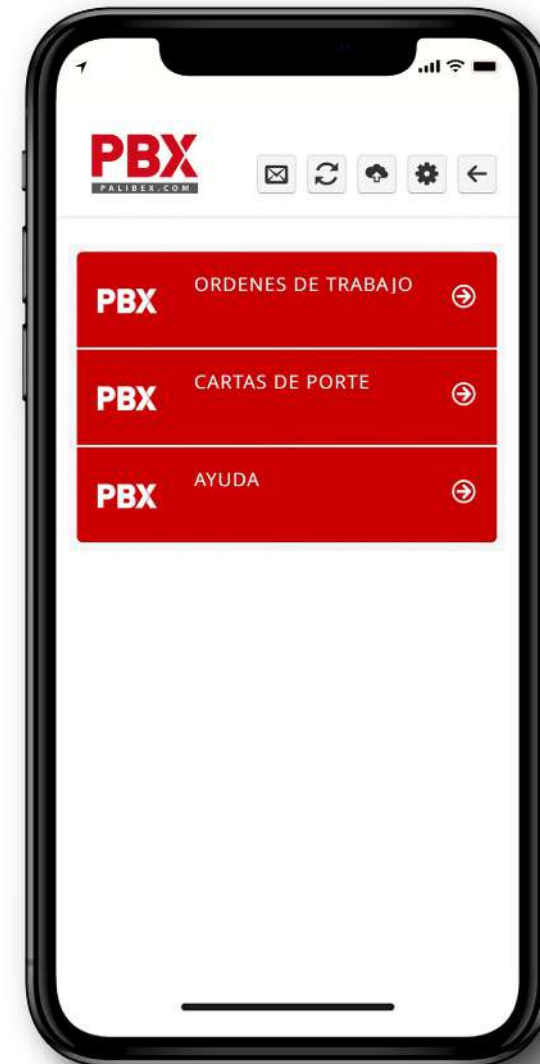 PBX
PALIBEX.COM
PBX
ORDENES DE TRABAJO
PBX
CARTAS DE PORTE
PBX
AYUDA